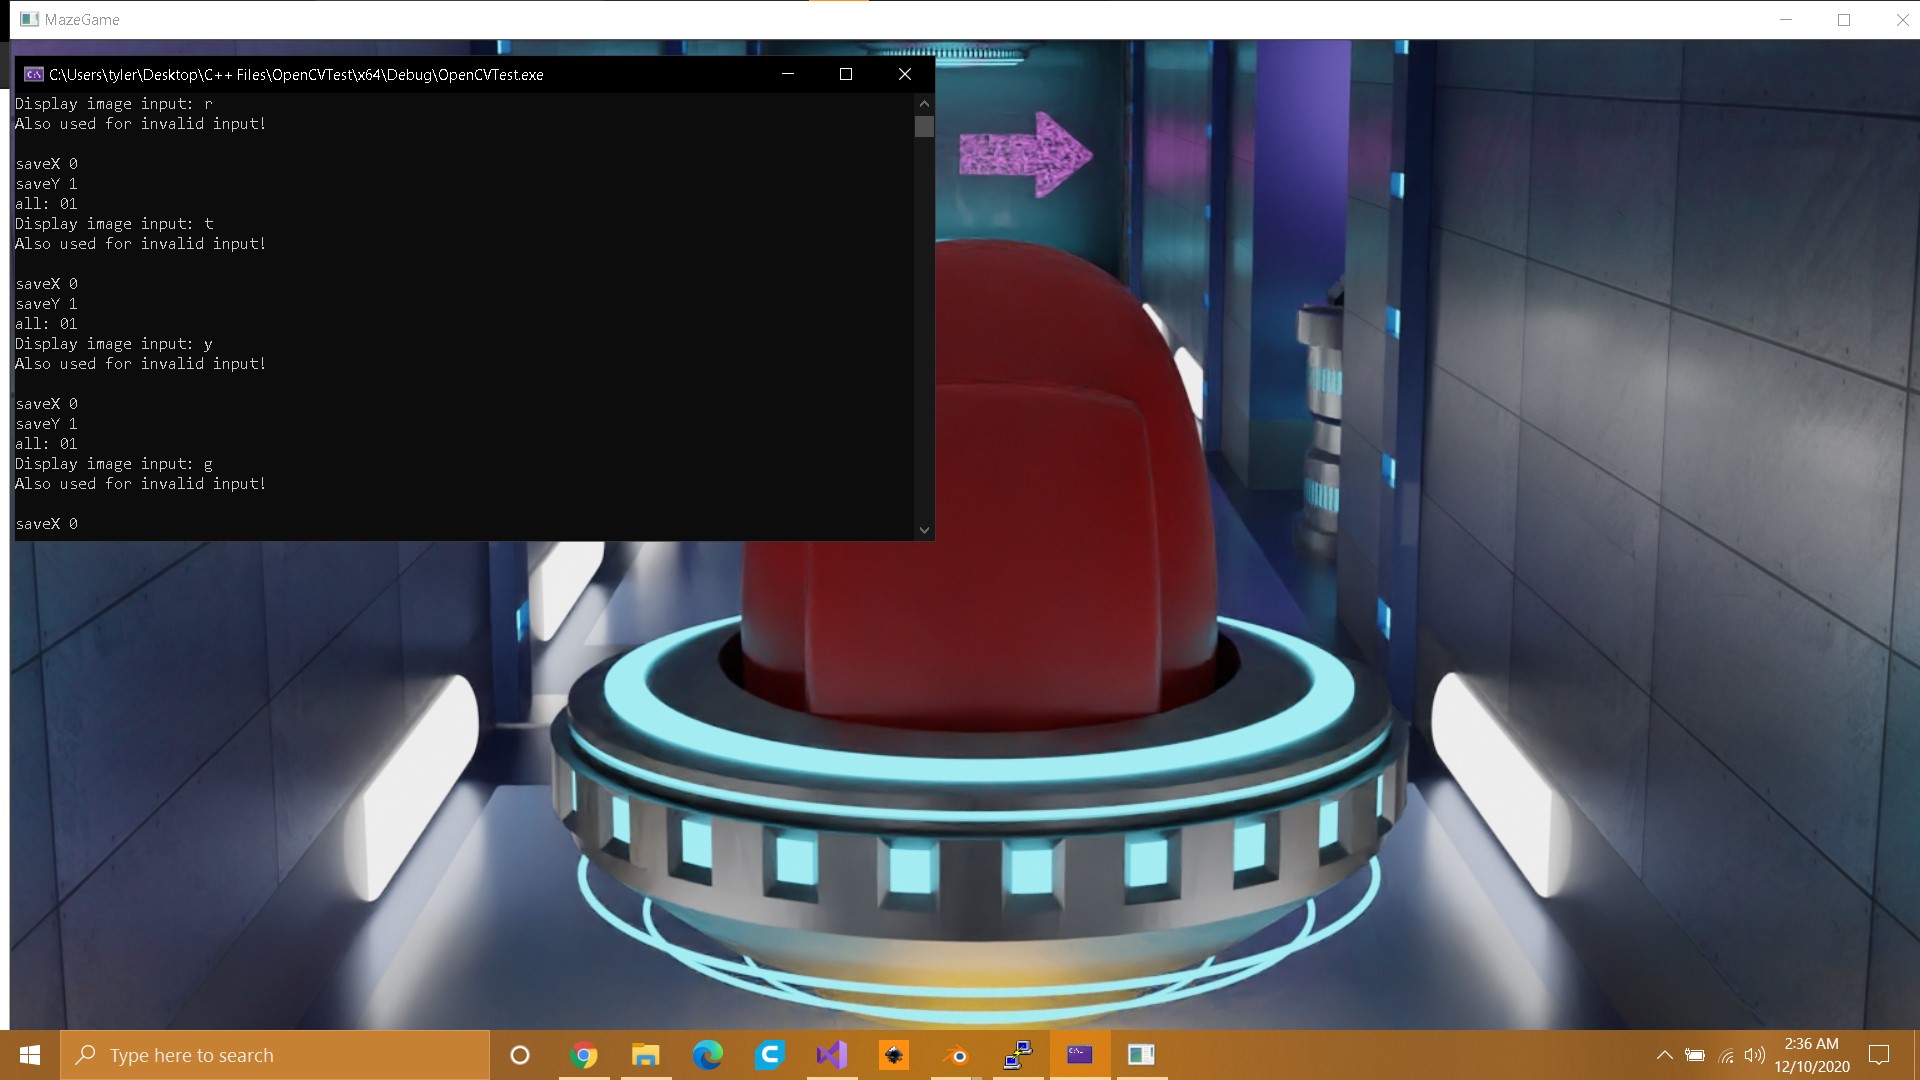 MazeGame
C:\Users\tyler\Desktop\C++ Files\OpenCVTest\x64\Debug\OpenCVTest.exe
Display image input: r
Also used for invalid input!
saveX 0
saveY 1
all: 01
Display image input: t
Also used for invalid input!
saveX 0
saveY 1
all: 01
Display image input: y
Also used for invalid input!
saveX 0
saveY 1
all: 01
Display image input: g
Also used for invalid input!
saveX 0
Type here to search
2:36 AM
12/10/2020